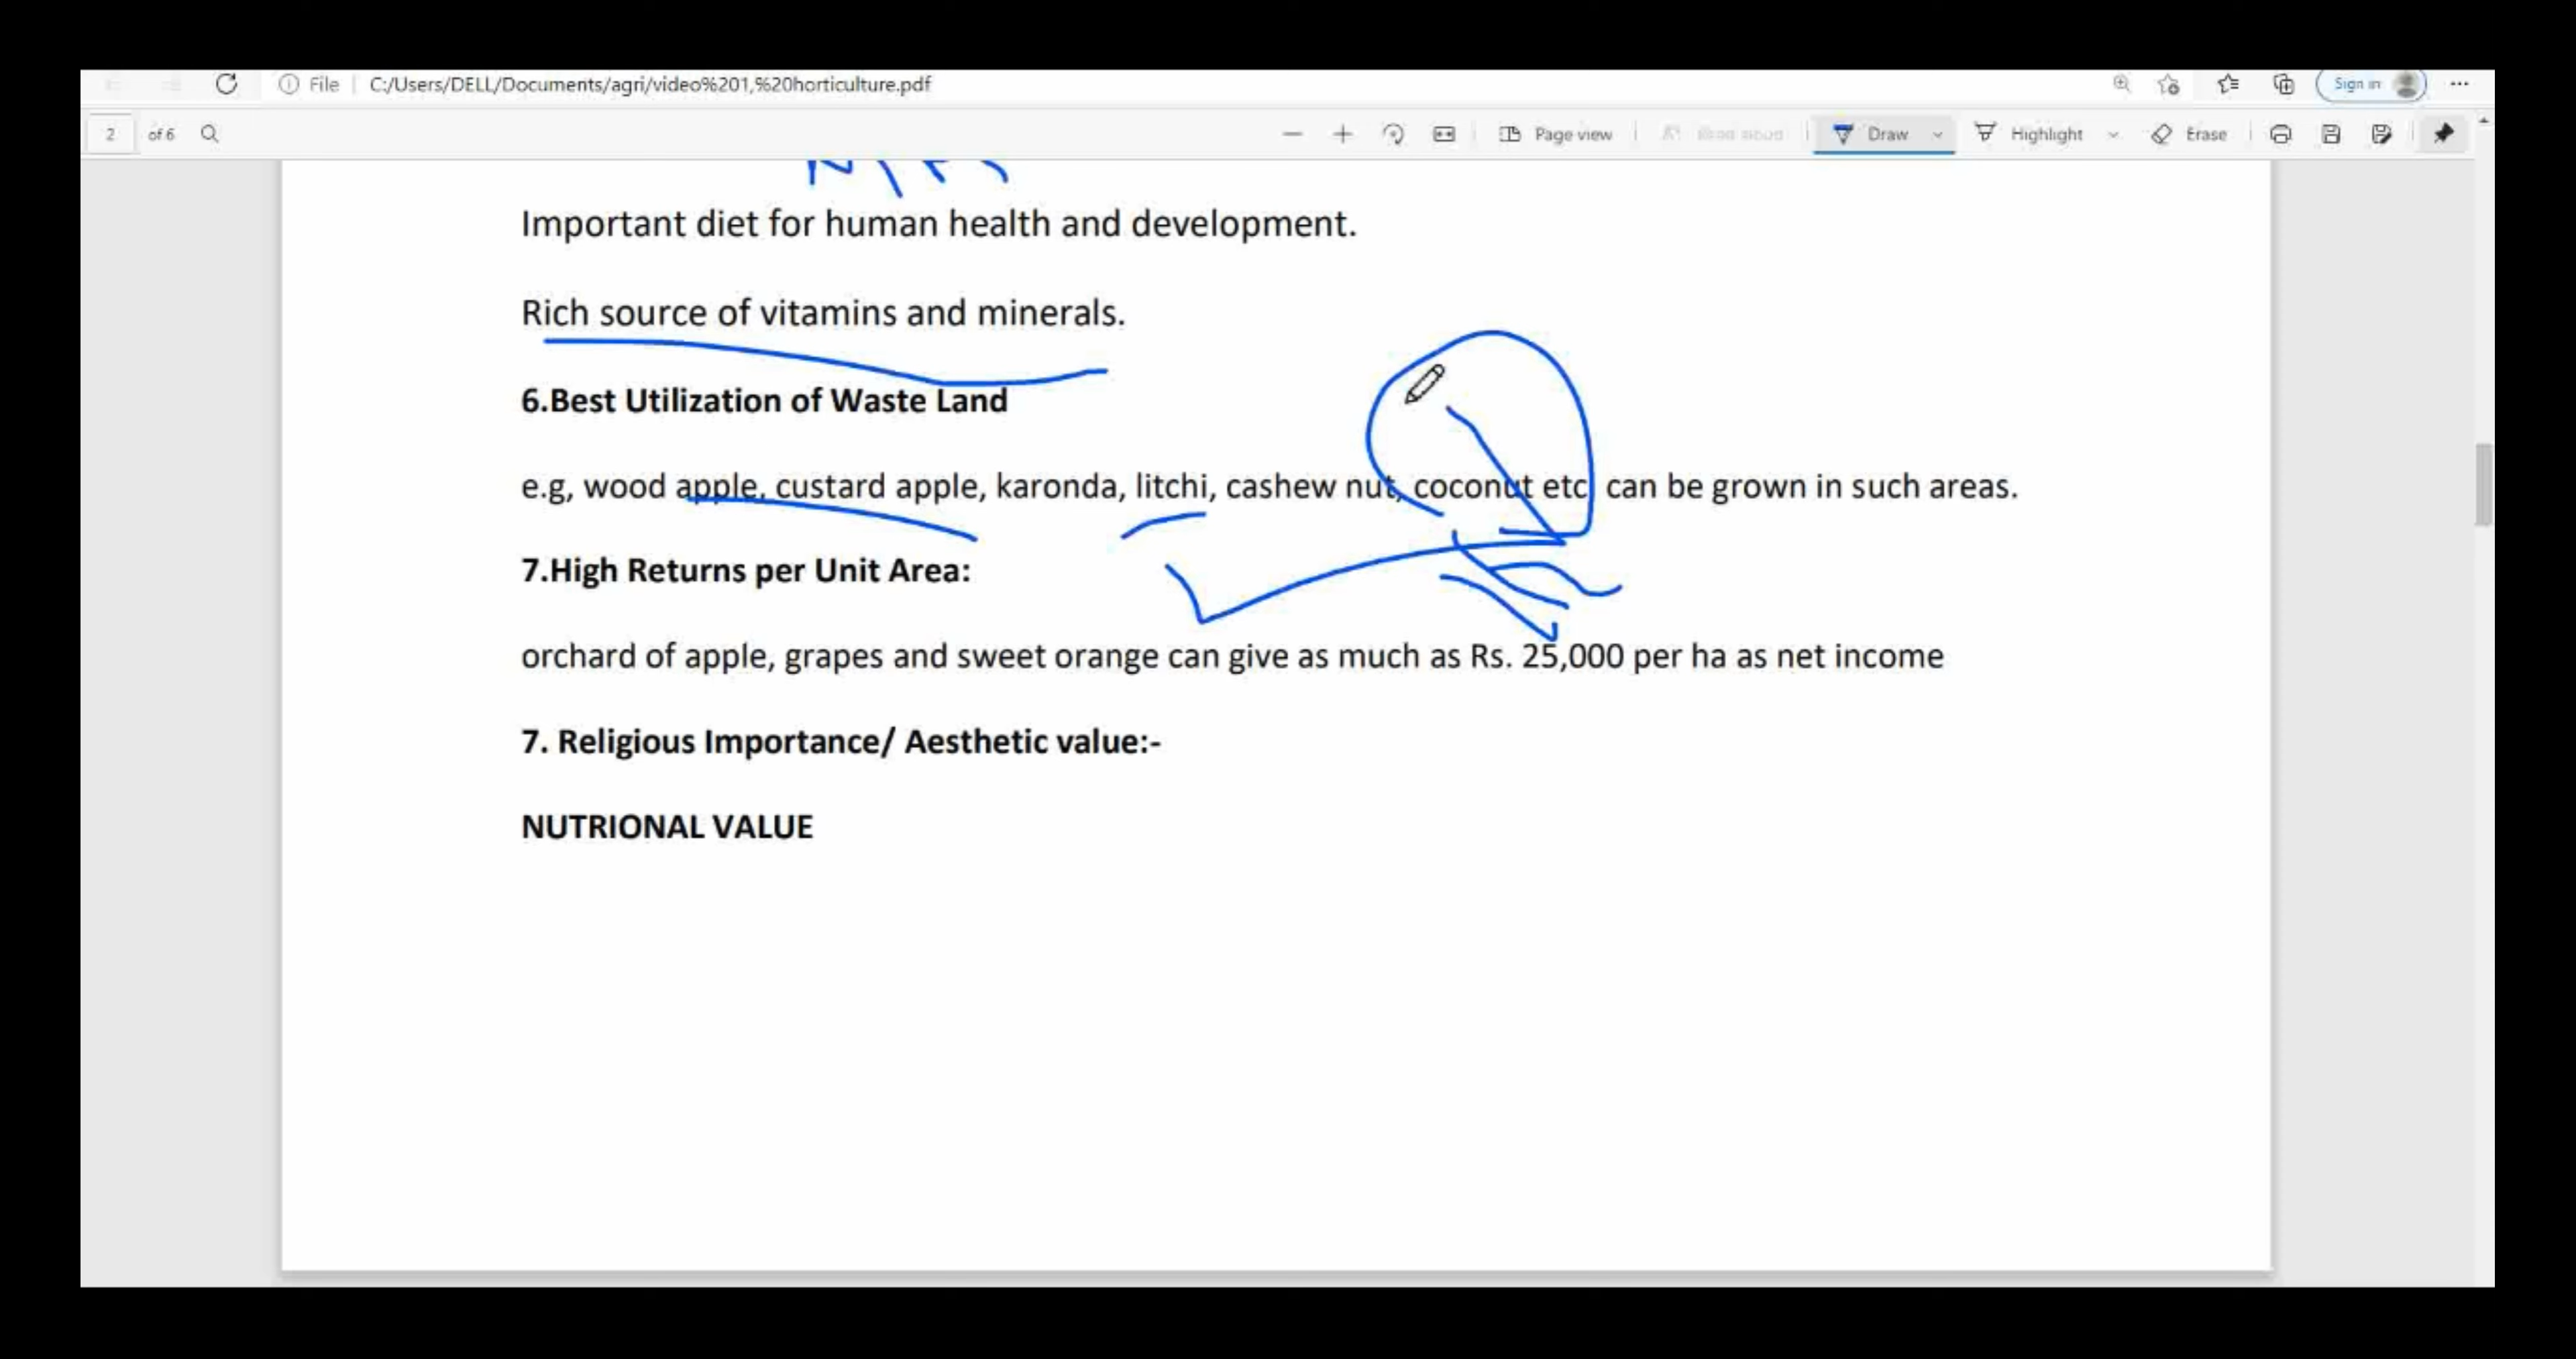 File C:/Users/DELL/Documents/agri/video%201,%20horticulture.pdf Sign in
2 of 6 Page view Read aloud Draw Highlight Erase
Important diet for human health and development.
Rich source of vitamins and minerals.
6.Best Utilization of Waste Land
e.g, wood apple, custard apple, karonda, litchi, cashew nut, coconut etc can be grown in such areas.
7.High Returns per Unit Area:
orchard of apple, grapes and sweet orange can give as much as Rs. 25,000 per ha as net income
7. Religious Importance/ Aesthetic value:-
NUTRIONAL VALUE